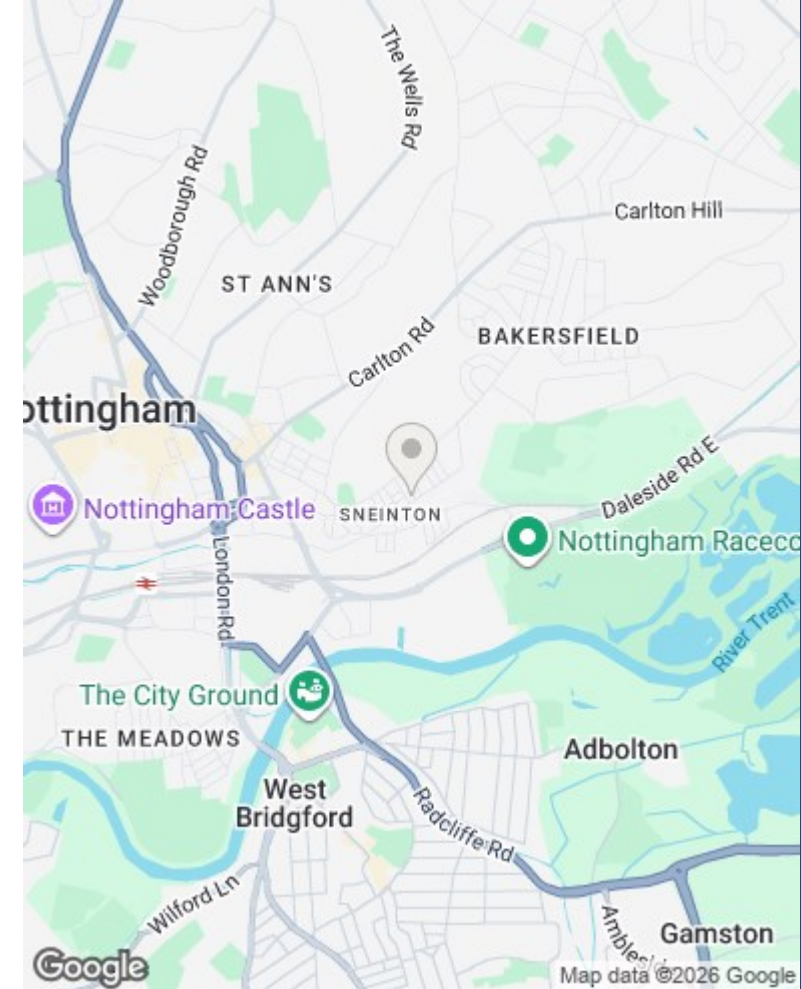 The Wells Rd
Woodborough Rd
Carlton Hill
ST ANN'S
BAKERSFIELD
Carlton Rd
ottingham
Daleside Rd E
Nottingham Castle
SNEINTON
Nottingham Raceco
London Rd
River Trent
The City Ground
THE MEADOWS
Adbolton
West
Bridgford
Radcliffe Rd
Wilford Ln
Ambleside
Gamston
Google
Map data ©2026 Google